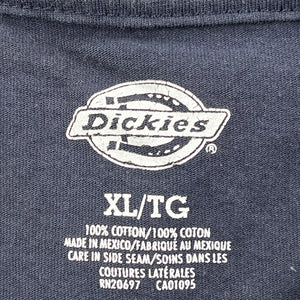 Dickies®
XL/TG
100% COTTON/100% COTON
MADE IN MEXICO/FABRIQUÉ AU MEXIQUE
CARE IN SIDE SEAM/SOINS DANS LES
COUTURES LATÉRALES
RN20697 CA01095